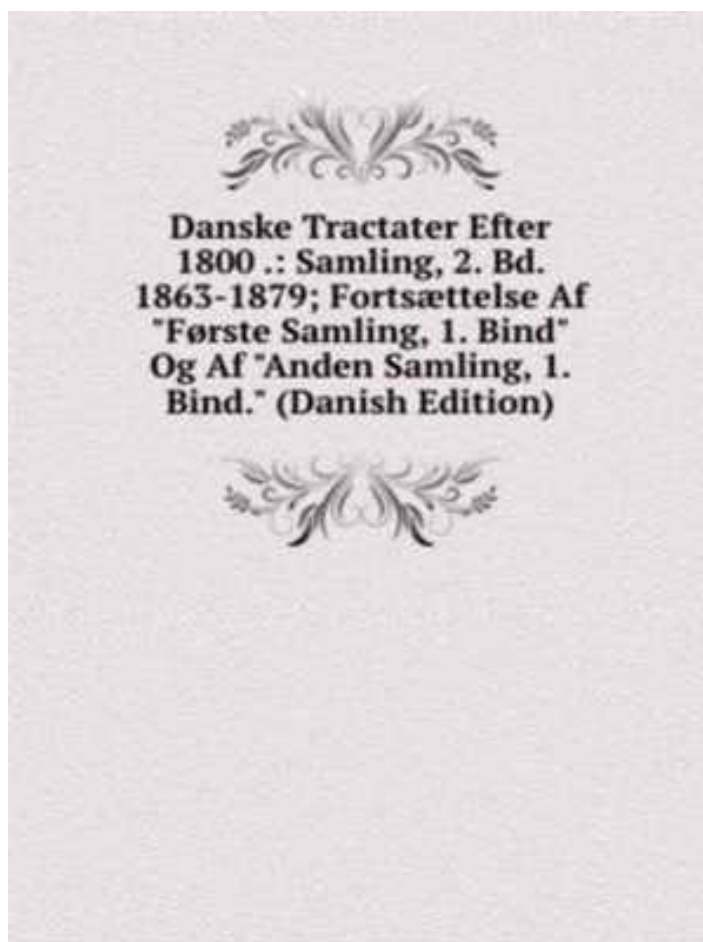 Danske Tractater Efter
1800 .: Samling, 2. Bd.
1863-1879; Fortsættelse Af
"Første Samling, 1. Bind"
Og Af "Anden Samling, 1.
Bind." (Danish Edition)